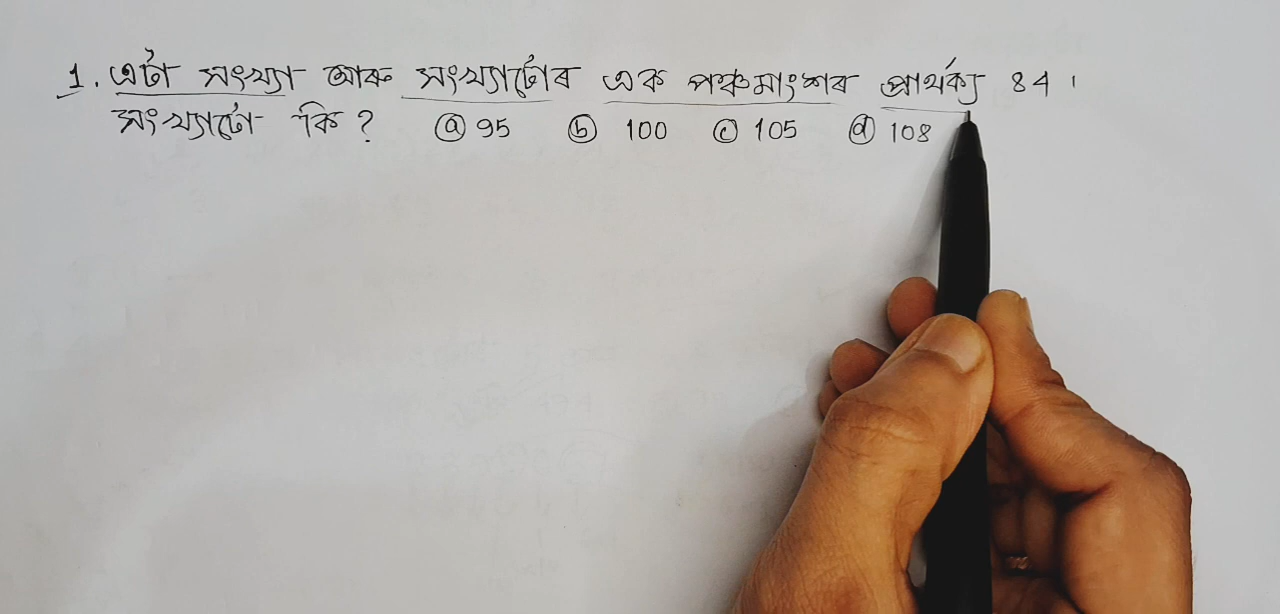 1. এটা সংখ্যা আৰু সংখ্যাটোৰ এক পঞ্চমাংশৰ প্ৰাৰ্থক্য 84।
সংখ্যাটো কি? ⓐ 95 ⓑ 100 ⓒ 105 ⓓ 108